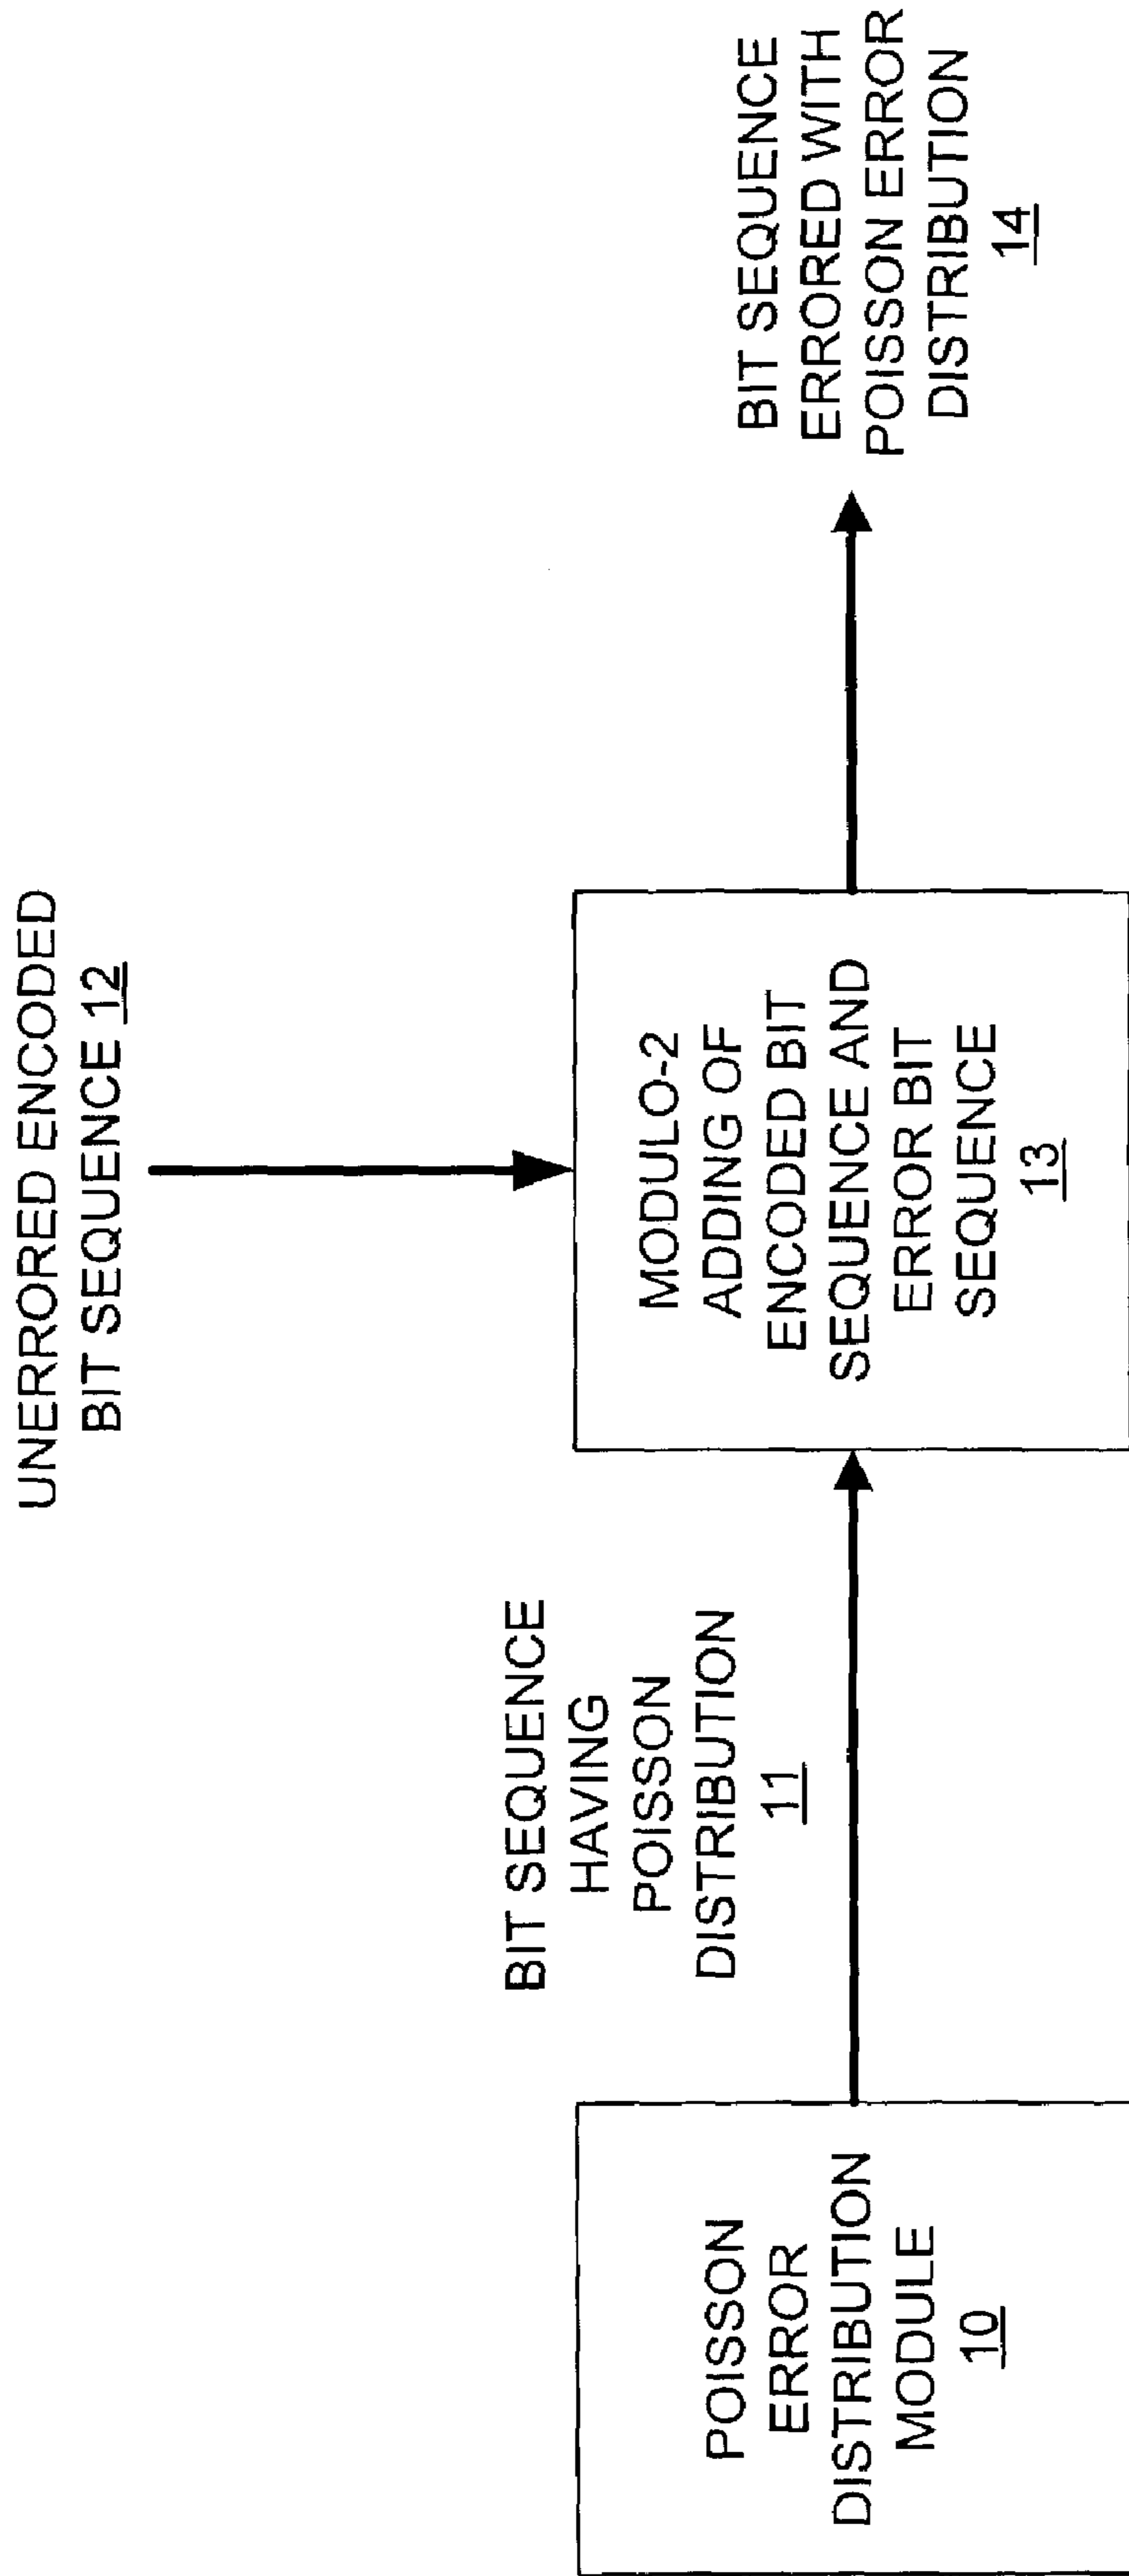 UNERRORED ENCODED
BIT SEQUENCE 12
POISSON
ERROR
DISTRIBUTION
MODULE
10
BIT SEQUENCE
HAVING
POISSON
DISTRIBUTION
11
MODULO-2
ADDING OF
ENCODED BIT
SEQUENCE AND
ERROR BIT
SEQUENCE
13
BIT SEQUENCE
ERRORED WITH
POISSON ERROR
DISTRIBUTION
14